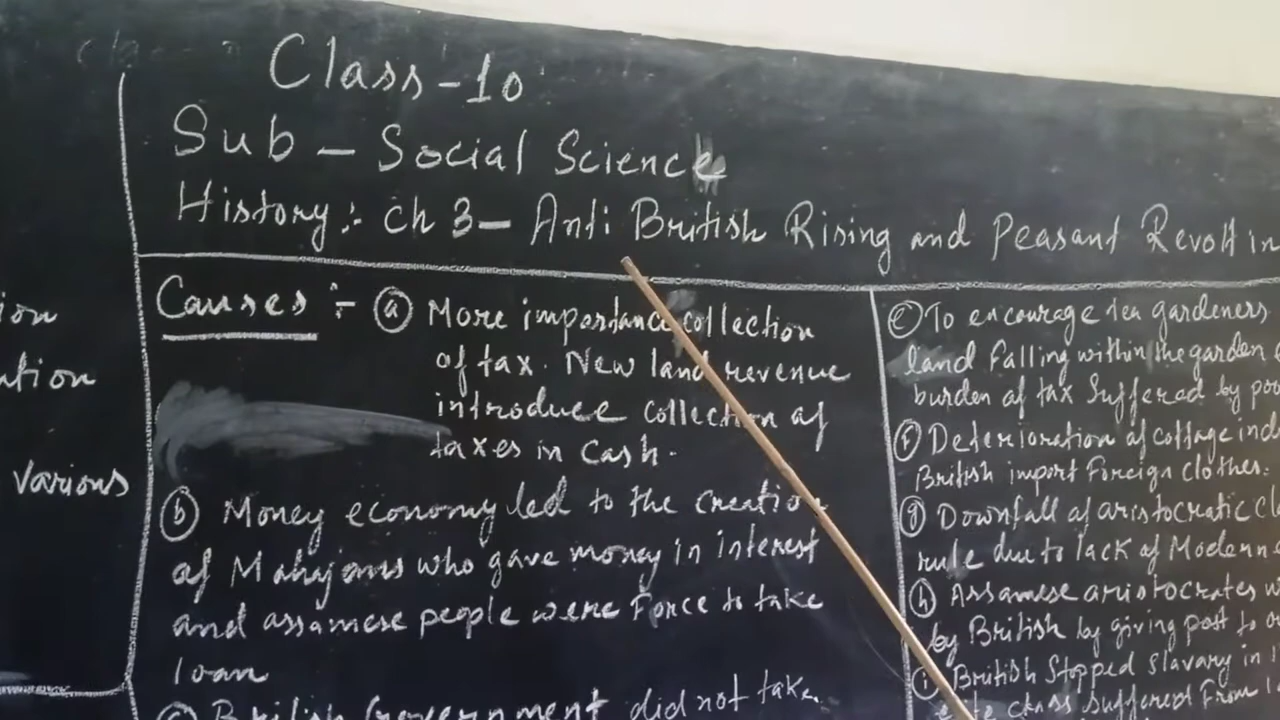 Class-10
Sub - Social Science
History:- Ch 3- Anti British Rising and Peasant Revolt in
ion
ation
various
Causes :- (a) More importance collection
of tax. New land revenue
introduce collection of
taxes in Cash.
(b) Money economy led to the creation
of Mahajans who gave money in interest
and assamese people were Force to take
loan
(c) British Government did not take
(e) To encourage tea gardeners
land falling within the garden
burden of tax Suffered by poo
(f) Deterioration of cottage ind
British import Foreign clothes.
(g) Downfall of aristocratic cl
rule due to lack of Modern
(h) Assamese aristocrates w
by British by giving post to o
(i) British Stopped slavary in 1
class suffered From